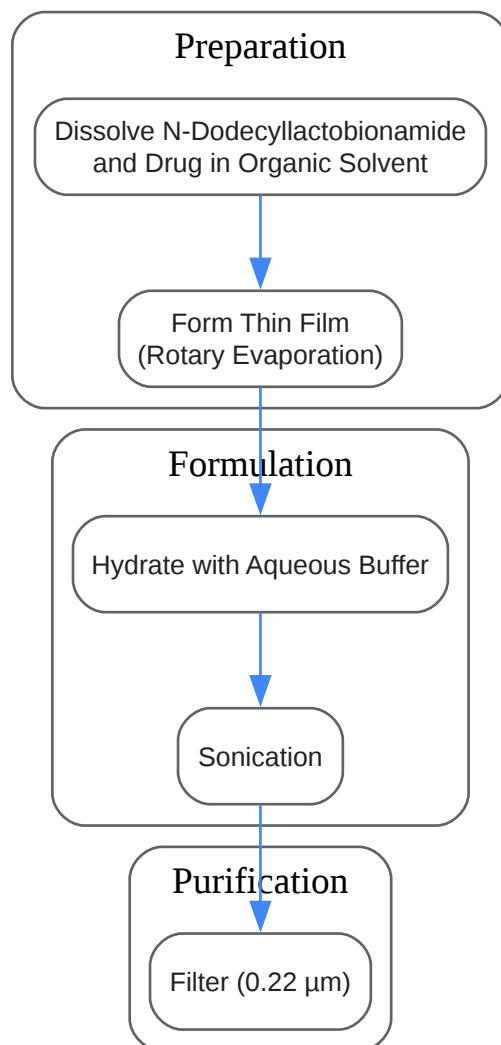 Preparation
Dissolve N-Dodecyllactobionamide
and Drug in Organic Solvent
Form Thin Film
(Rotary Evaporation)
Formulation
Hydrate with Aqueous Buffer
Sonication
Purification
Filter (0.22 µm)